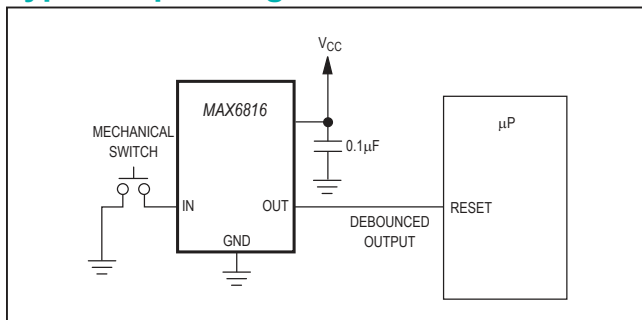 VCC
MAX6816
μP
MECHANICAL
SWITCH
0.1μF
IN
OUT
RESET
DEBOUNCED
OUTPUT
GND